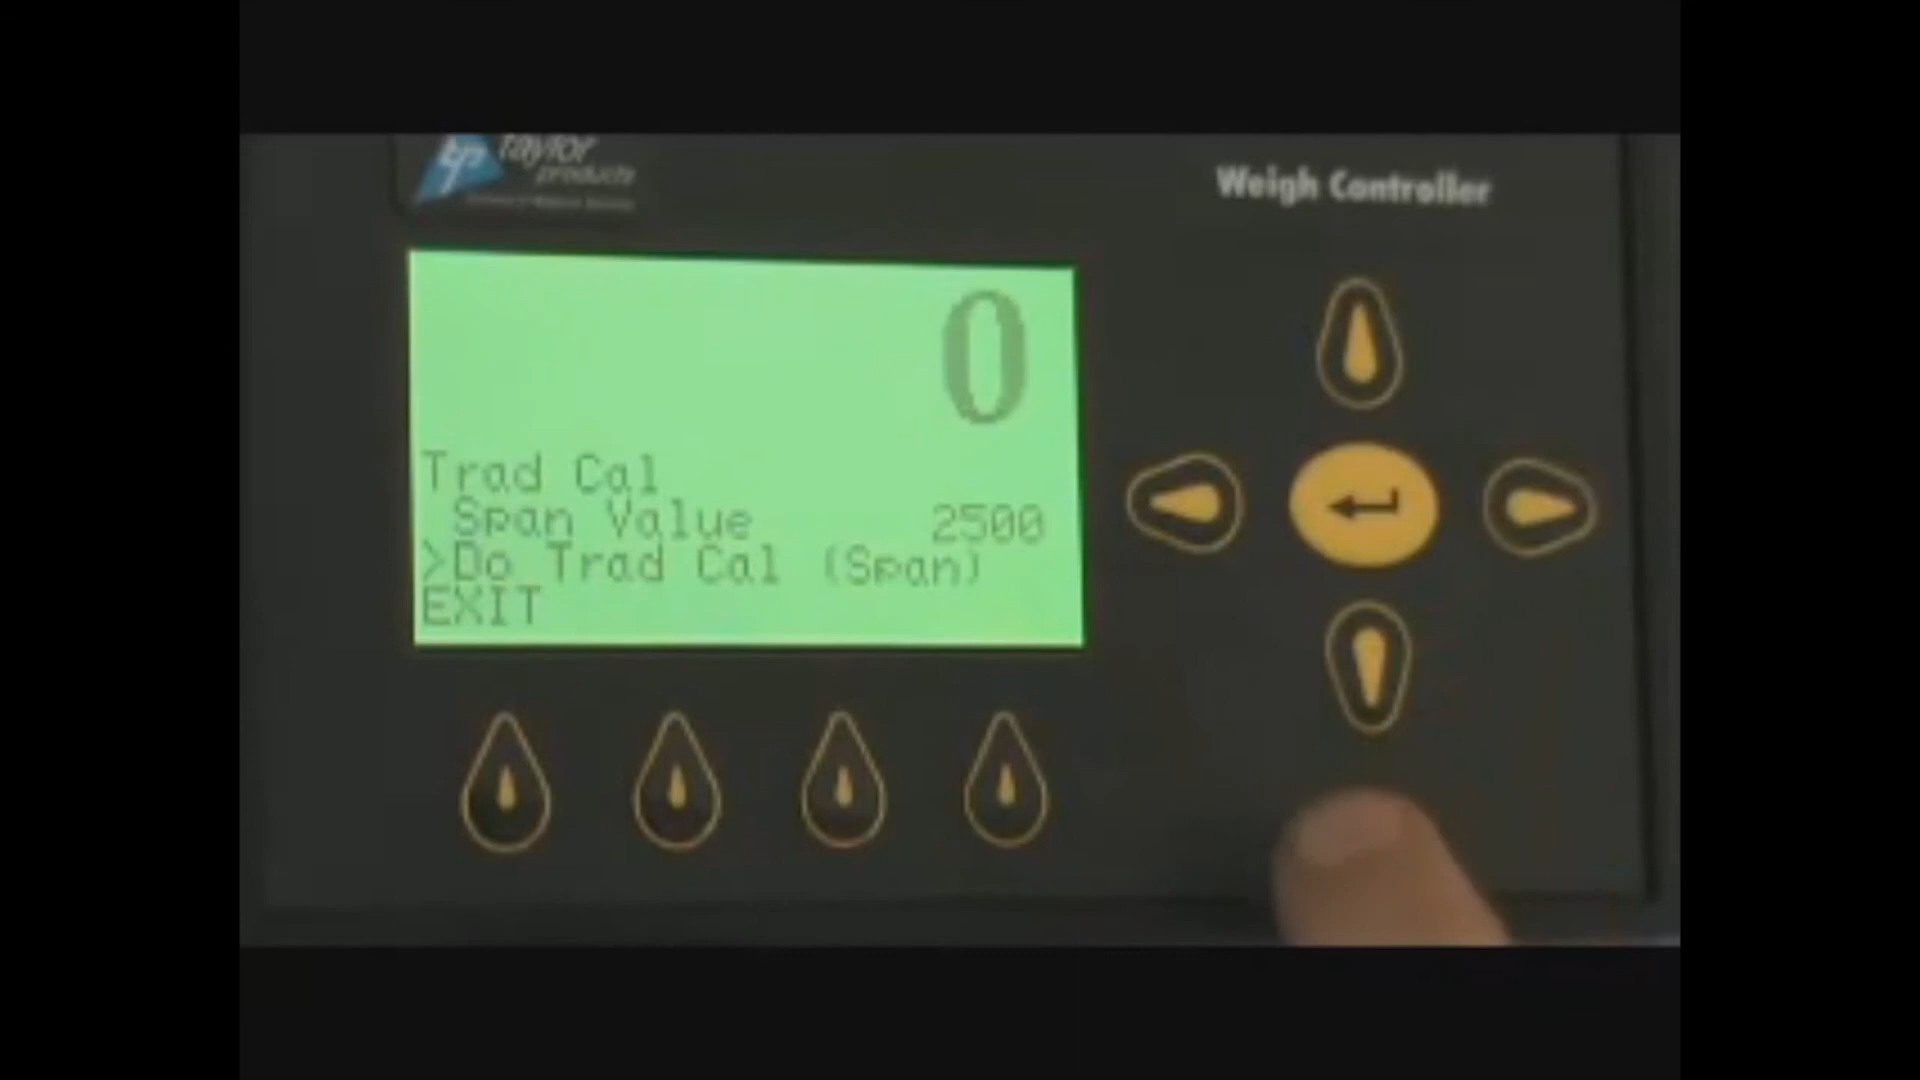 taylor
products
Weigh Controller
0
Trad Cal
Span Value 2500
>Do Trad Cal (Span)
EXIT